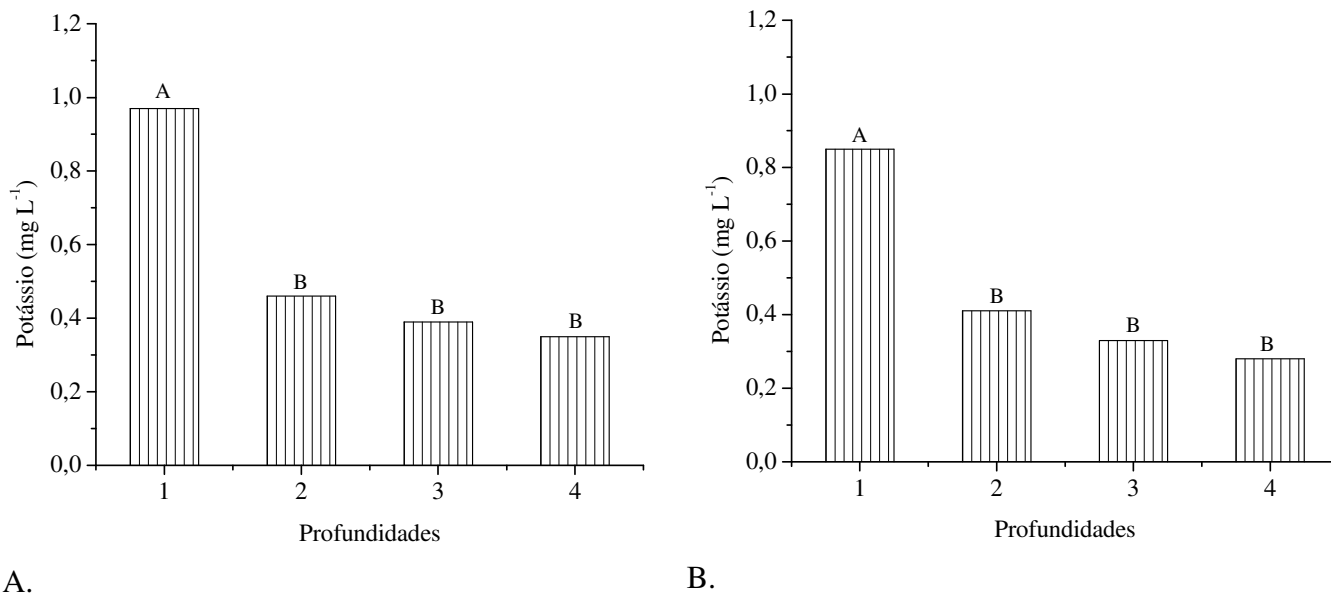 1,2
1,0
0,8
0,6
0,4
0,2
0,0
Potássio (mg L-1)
A
B
B
B
1 2 3 4
Profundidades
A.
1,2
1,0
0,8
0,6
0,4
0,2
0,0
Potássio (mg L-1)
A
B
B
B
1 2 3 4
Profundidades
B.